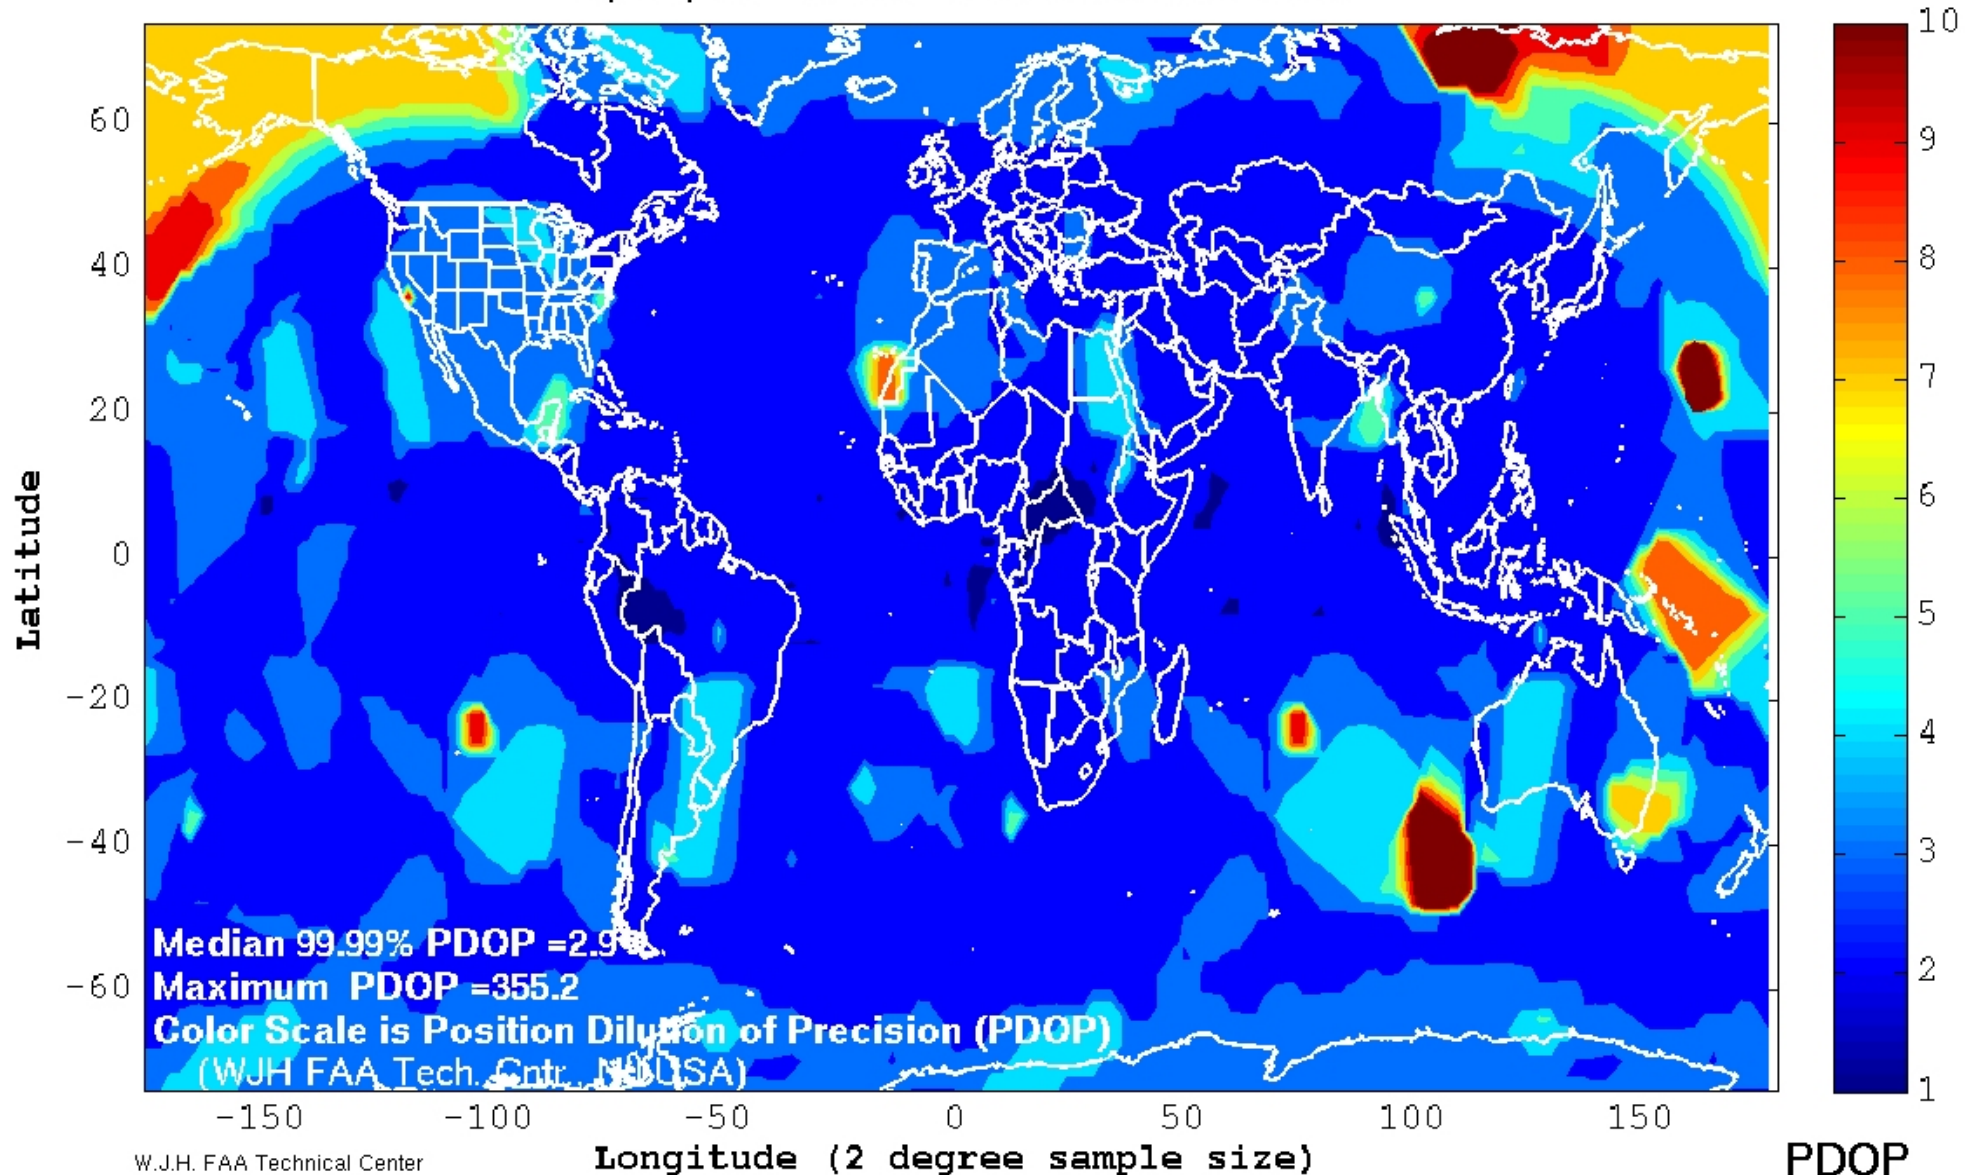 60
40
20
0
-20
-40
-60
Latitude
Median 99.99% PDOP =2.9
Maximum PDOP =355.2
Color Scale is Position Dilution of Precision (PDOP)
(WJH FAA Tech. Cntr. NJ USA)
-150 -100 -50 0 50 100 150
Longitude (2 degree sample size)
W.J.H. FAA Technical Center
10
9
8
7
6
5
4
3
2
1
PDOP